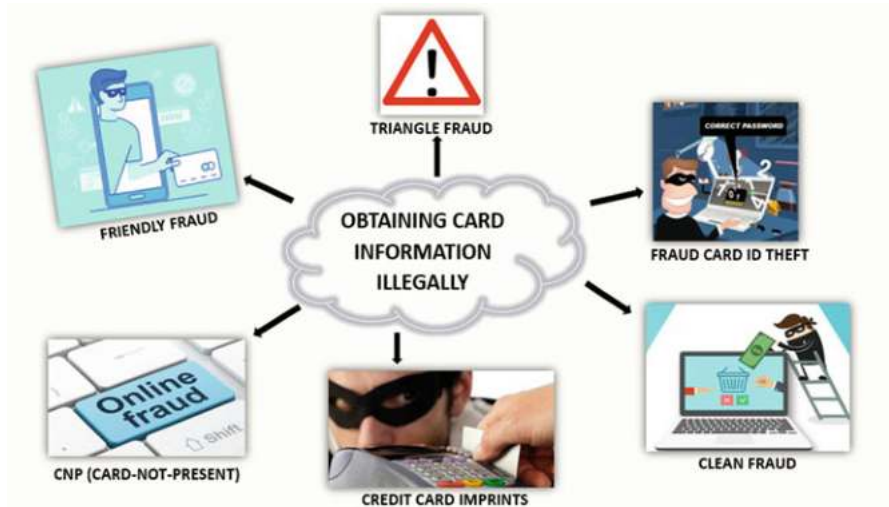 TRIANGLE FRAUD
FRIENDLY FRAUD
OBTAINING CARD
INFORMATION
ILLEGALLY
CORRECT PASSWORD
FRAUD CARD ID THEFT
Online
fraud
Shift
CNP (CARD-NOT-PRESENT)
CREDIT CARD IMPRINTS
CLEAN FRAUD